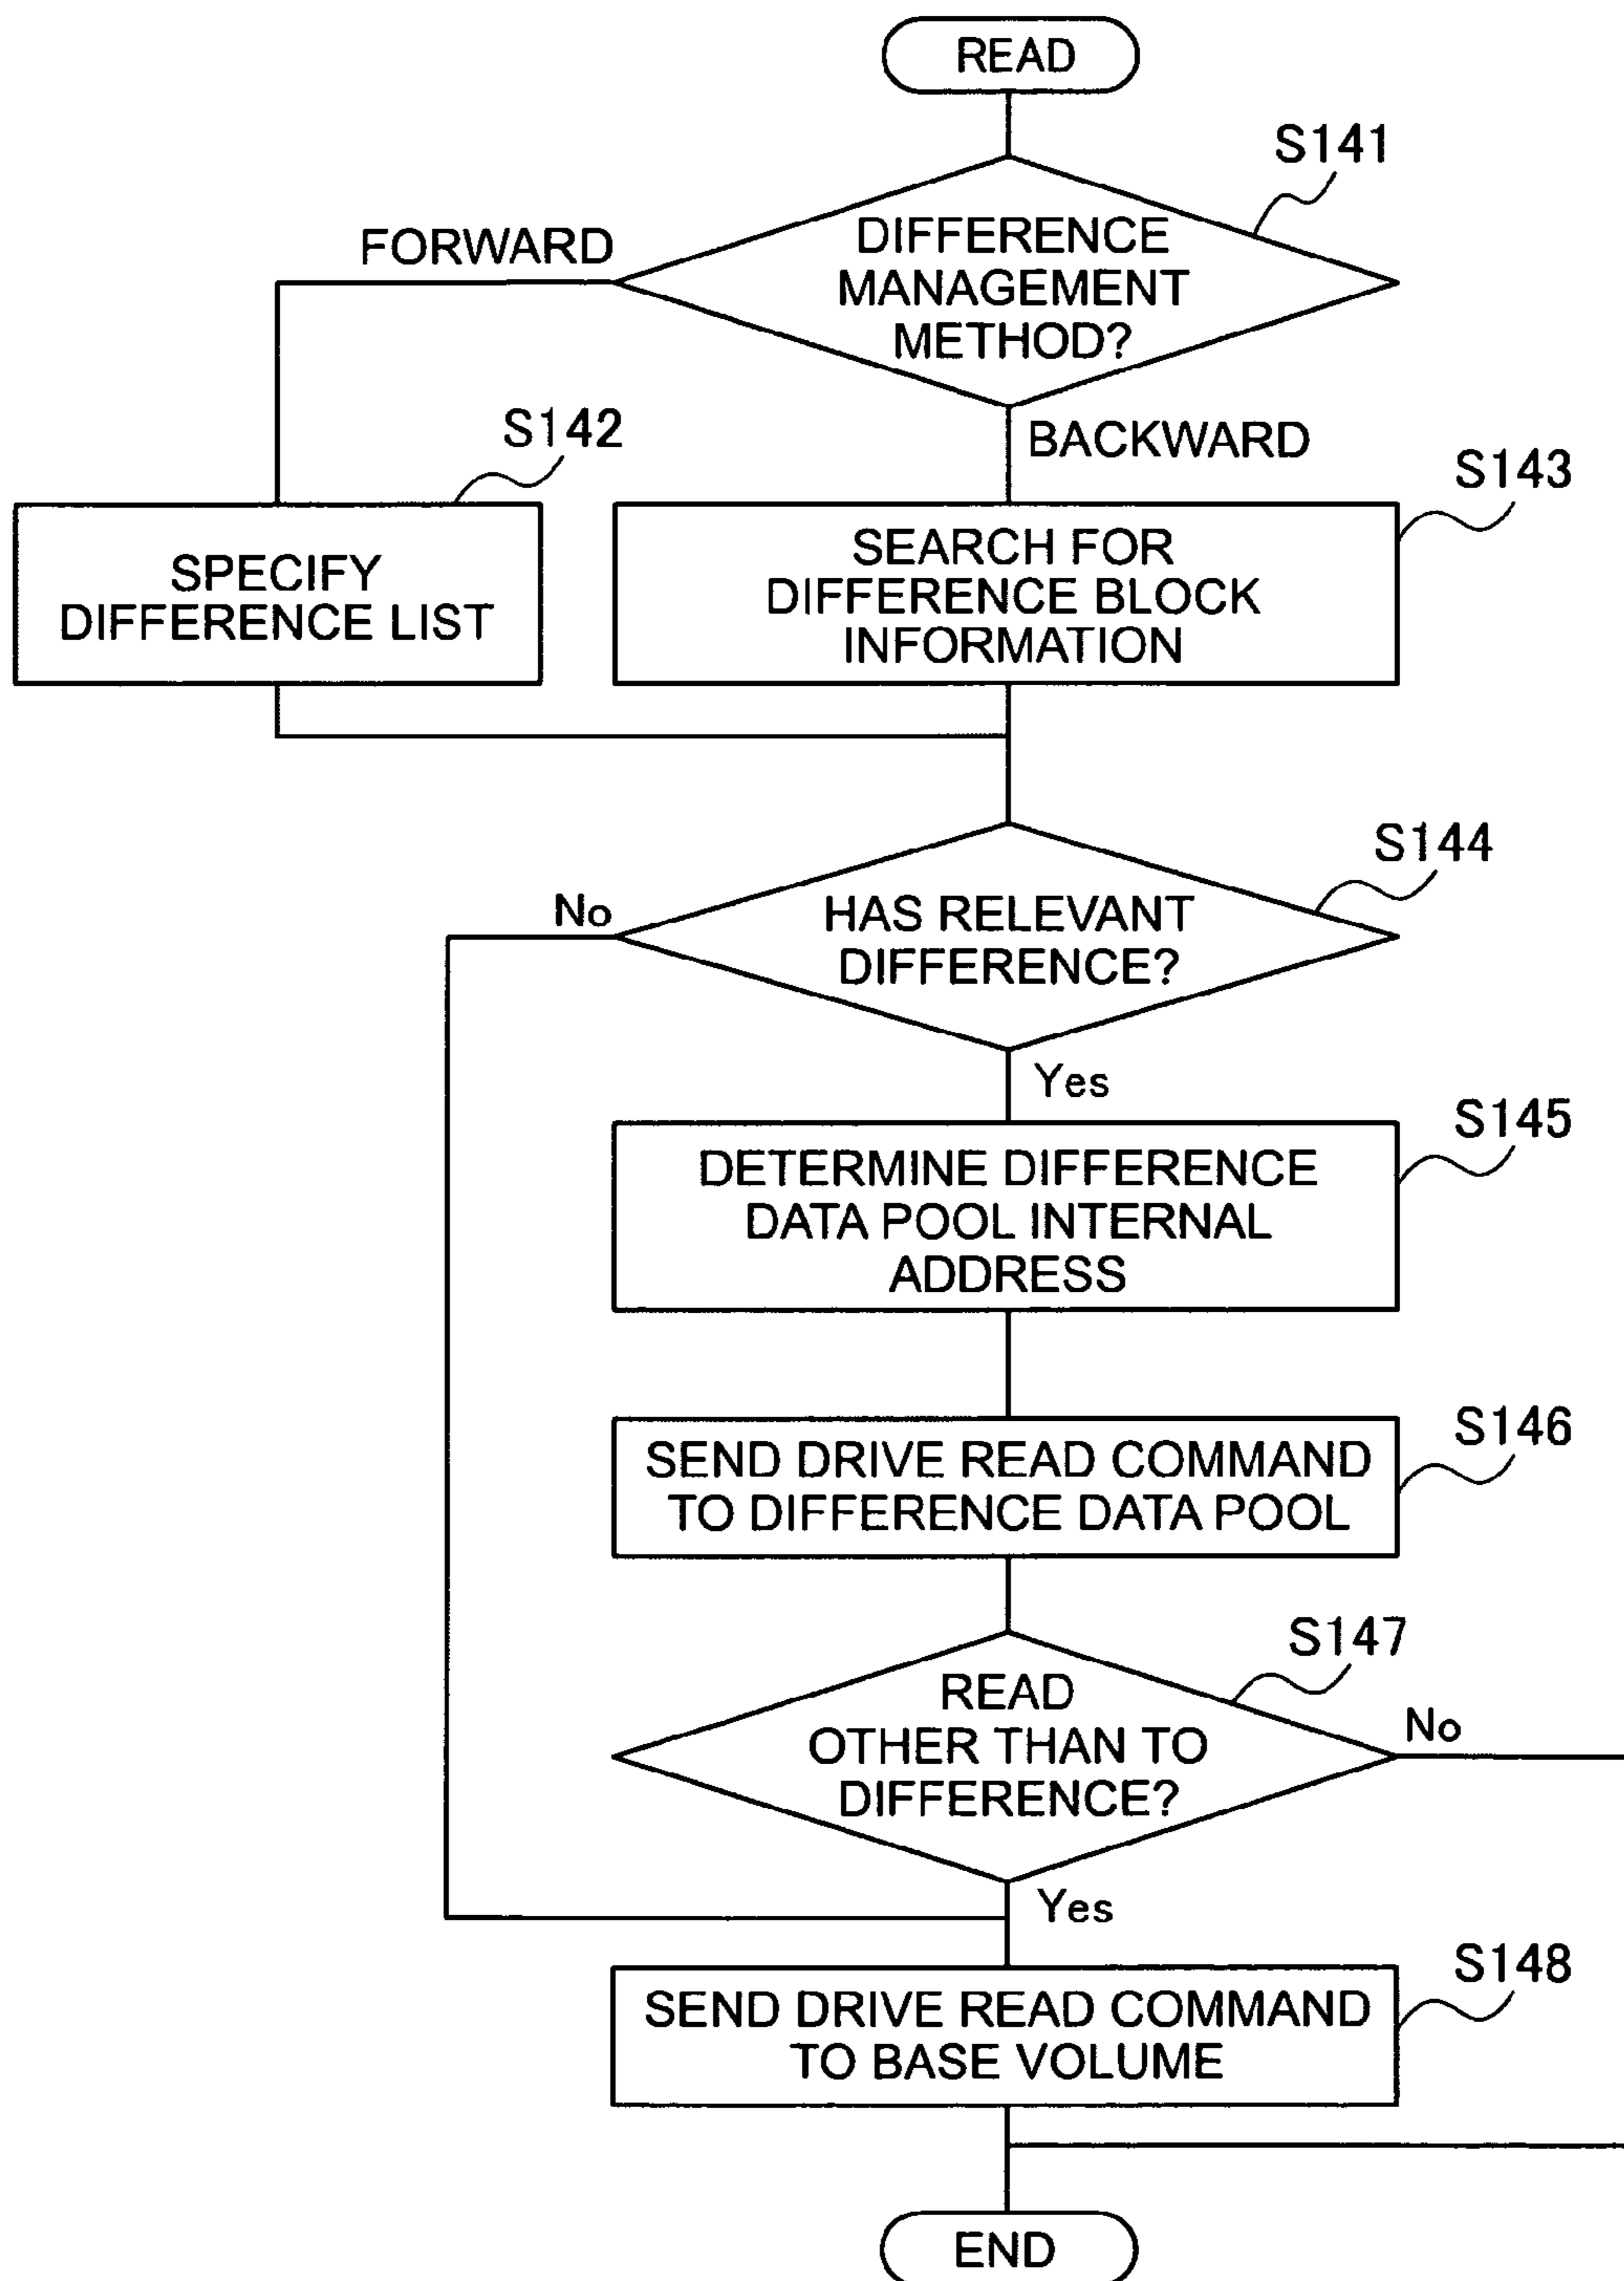 READ
S141
DIFFERENCE
MANAGEMENT
METHOD?
FORWARD
BACKWARD
S142
SPECIFY
DIFFERENCE LIST
S143
SEARCH FOR
DIFFERENCE BLOCK
INFORMATION
S144
HAS RELEVANT
DIFFERENCE?
No
Yes
S145
DETERMINE DIFFERENCE
DATA POOL INTERNAL
ADDRESS
S146
SEND DRIVE READ COMMAND
TO DIFFERENCE DATA POOL
S147
READ
OTHER THAN TO
DIFFERENCE?
No
Yes
S148
SEND DRIVE READ COMMAND
TO BASE VOLUME
END